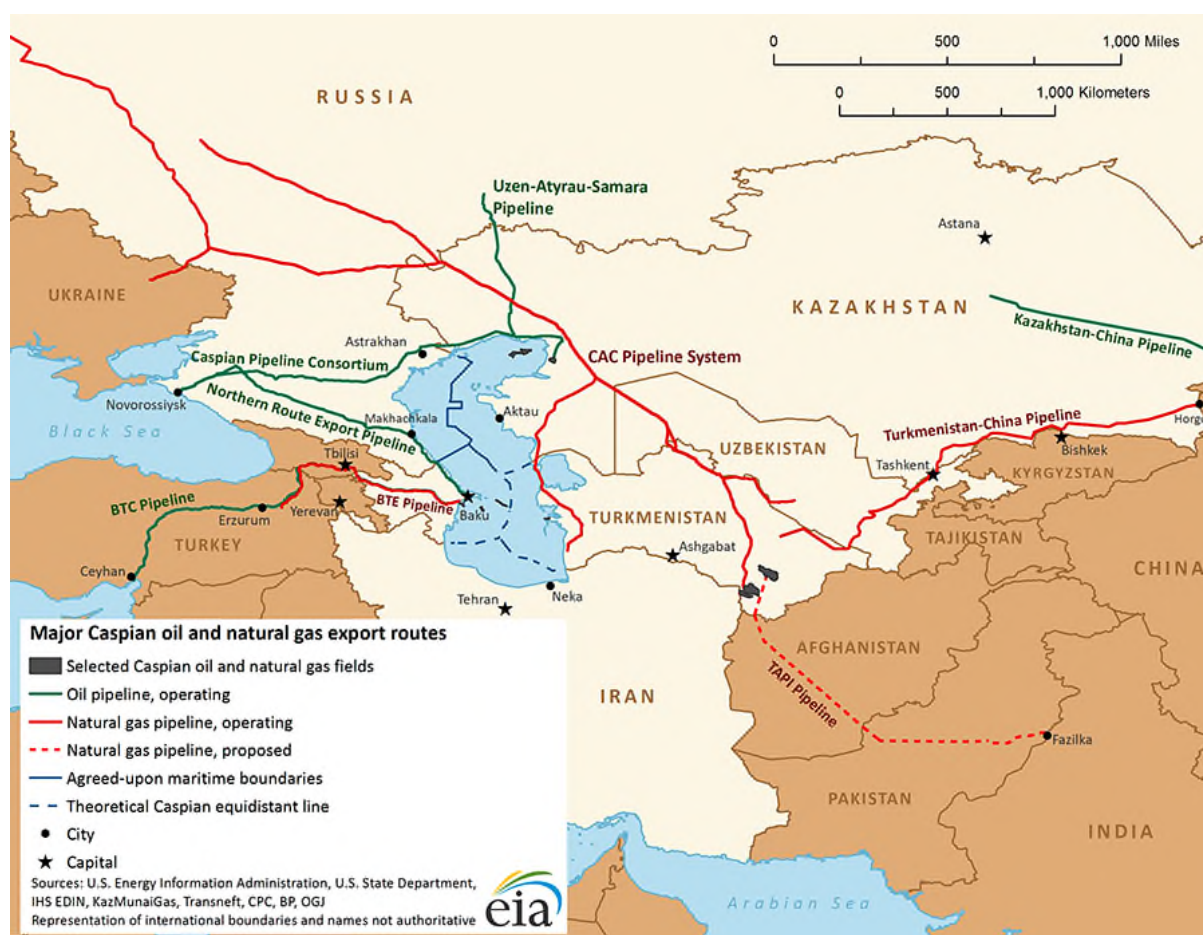 0 500 1,000 Miles
0 500 1,000 Kilometers
RUSSIA
Uzen-Atyrau-Samara
Pipeline
Astana
UKRAINE
KAZAKHSTAN
Kazakhstan-China Pipeline
Astrakhan
Caspian Pipeline Consortium
CAC Pipeline System
Novorossiysk
Northern Route Export Pipeline
Makhachkala
Aktau
Turkmenistan-China Pipeline
Horgo
Black Sea
UZBEKISTAN
Bishkek
Tbilisi
Tashkent
KYRGYZSTAN
BTC Pipeline
BTE Pipeline
Baku
Erzurum
Yerevan
TURKMENISTAN
TURKEY
TAJIKISTAN
Ashgabat
CHINA
Ceyhan
Neka
Tehran
Major Caspian oil and natural gas export routes
Selected Caspian oil and natural gas fields
Oil pipeline, operating
Natural gas pipeline, operating
Natural gas pipeline, proposed
Agreed-upon maritime boundaries
Theoretical Caspian equidistant line
City
Capital
Sources: U.S. Energy Information Administration, U.S. State Department,
IHS EDIN, KazMunaiGas, Transneft, CPC, BP, OGJ
Representation of international boundaries and names not authoritative
eia
AFGHANISTAN
IRAN
TAPI Pipeline
Fazilka
PAKISTAN
INDIA
Arabian Sea